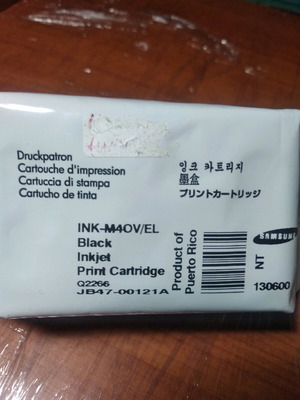 Druckpatron
Cartouche d'impression
Cartuccia di stampa
Cartucho de tinta
잉크 카트리지
墨盒
プリントカートリッジ
INK-M4OV/EL
Black
Inkjet
Print Cartridge
Q2266
JB47-00121A
Product of
Puerto Rico
SAMSUNG
NT
130600